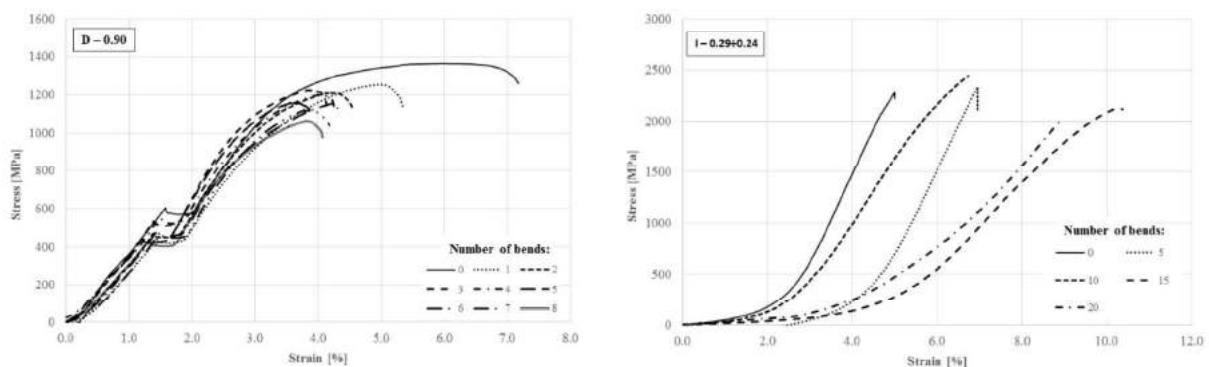 D – 0.90
1600
1400
1200
1000
800
600
400
200
0
Stress [MPa]
0.0 1.0 2.0 3.0 4.0 5.0 6.0 7.0 8.0
Strain [%]
Number of bends:
0 1 2
3 4 5
6 7 8
I – 0.29+0.24
3000
2500
2000
1500
1000
500
0
Stress [MPa]
0.0 2.0 4.0 6.0 8.0 10.0 12.0
Strain [%]
Number of bends:
0 5
10 15
20